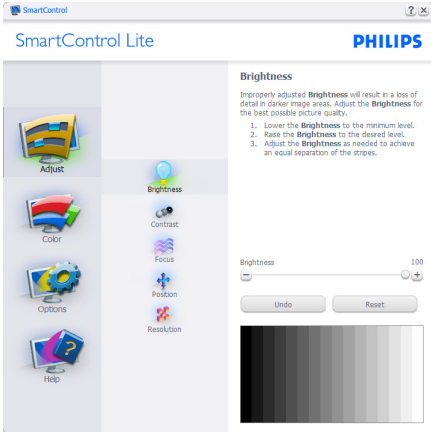 SmartControl
SmartControl Lite
PHILIPS
Adjust
Color
Options
Help
Brightness
Contrast
Focus
Position
Resolution
Brightness
Improperly adjusted Brightness will result in a loss of
detail in darker image areas. Adjust the Brightness for
the best possible picture quality.
1. Lower the Brightness to the minimum level.
2. Raise the Brightness to the desired level.
3. Adjust the Brightness as needed to achieve
an equal separation of the stripes.
Brightness 100
Undo Reset